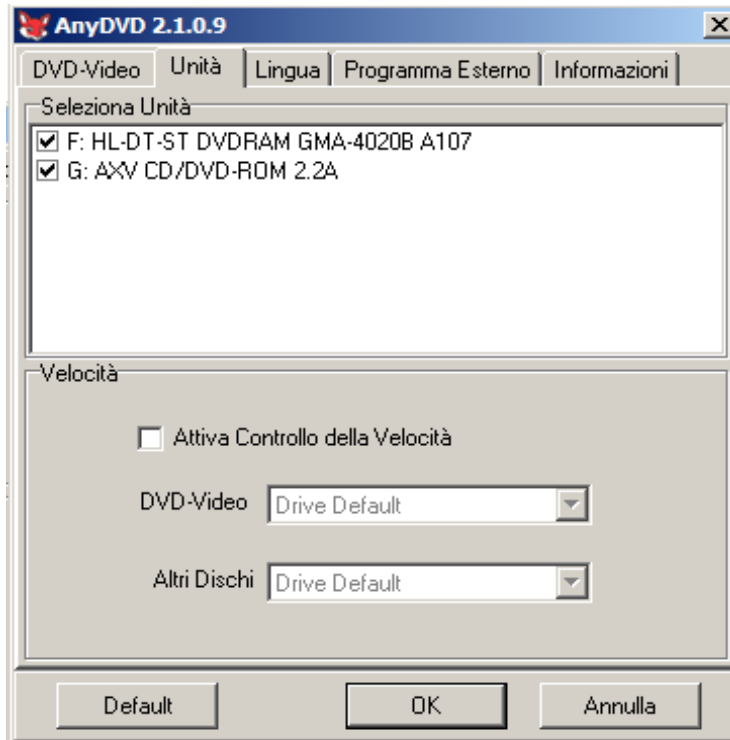 AnyDVD 2.1.0.9
DVD-Video Unità Lingua Programma Esterno Informazioni
Seleziona Unità
F: HL-DT-ST DVDRAM GMA-4020B A107
G: AXV CD/DVD-ROM 2.2A
Velocità
Attiva Controllo della Velocità
DVD-Video Drive Default
Altri Dischi Drive Default
Default OK Annulla